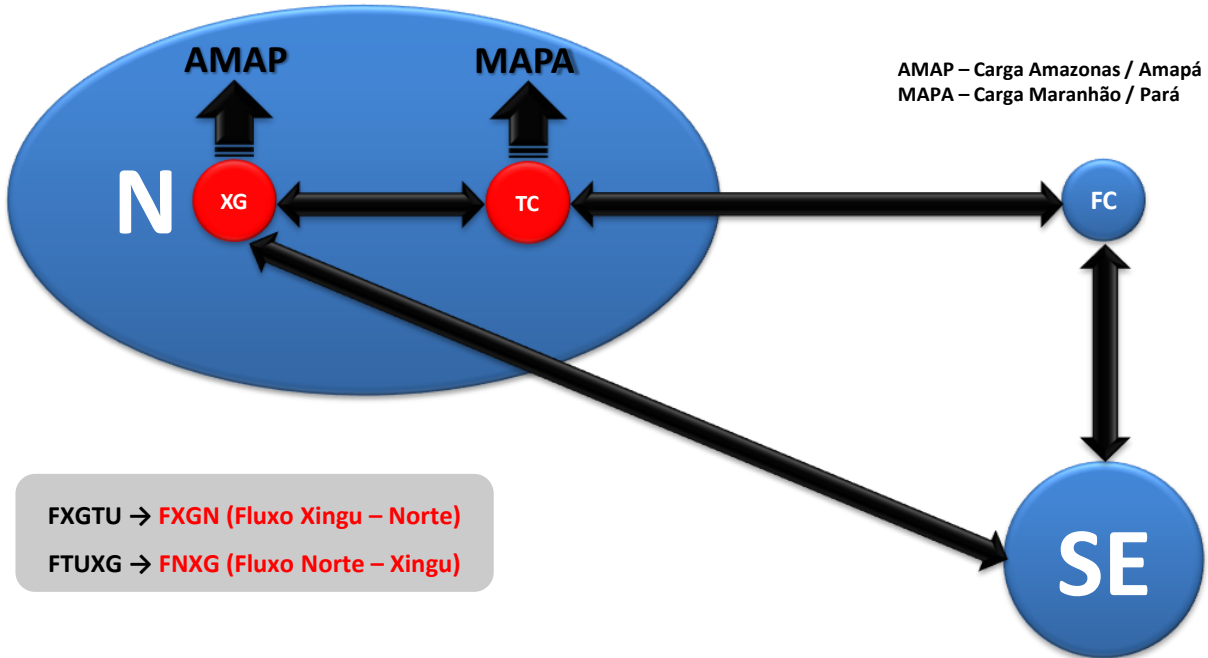 AMAP
MAPA
AMAP – Carga Amazonas / Amapá
MAPA – Carga Maranhão / Pará
N
XG
TC
FC
SE
FXGTU → FXGN (Fluxo Xingu – Norte)
FTUXG → FNXG (Fluxo Norte – Xingu)